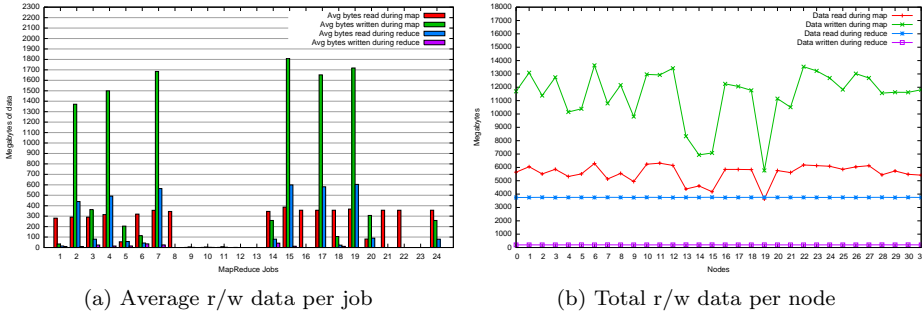 Avg bytes read during map
Avg bytes written during map
Avg bytes read during reduce
Avg bytes written during reduce
2300
2200
2100
2000
1900
1800
1700
1600
1500
1400
1300
1200
1100
1000
900
800
700
600
500
400
300
200
100
0
Megabytes of data
1 2 3 4 5 6 7 8 9 10 11 12 13 14 15 16 17 18 19 20 21 22 23 24
MapReduce Jobs
(a) Average r/w data per job
Data read during map
Data written during map
Data read during reduce
Data written during reduce
18000
17000
16000
15000
14000
13000
12000
11000
10000
9000
8000
7000
6000
5000
4000
3000
2000
1000
0
Megabytes
0 1 2 3 4 5 6 7 8 9 10 11 12 13 14 15 16 17 18 19 20 21 22 23 24 25 26 27 28 29 30 3
Nodes
(b) Total r/w data per node